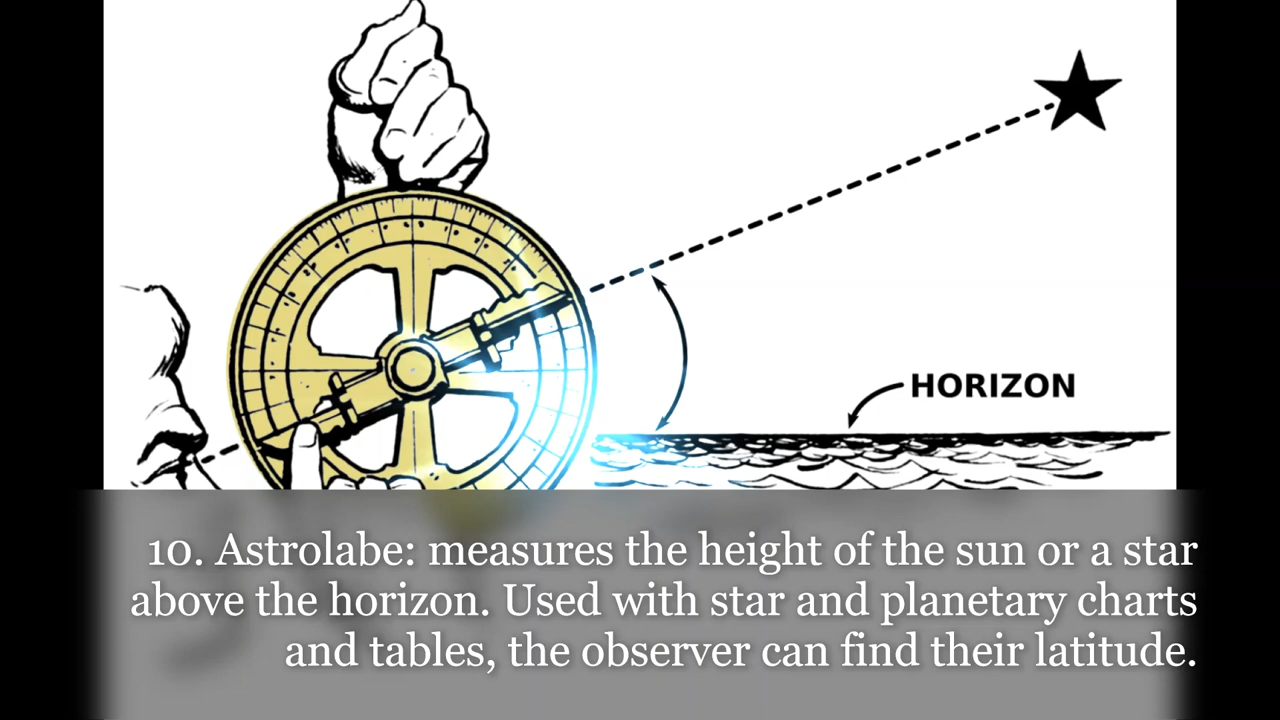 HORIZON
10. Astrolabe: measures the height of the sun or a star
above the horizon. Used with star and planetary charts
and tables, the observer can find their latitude.